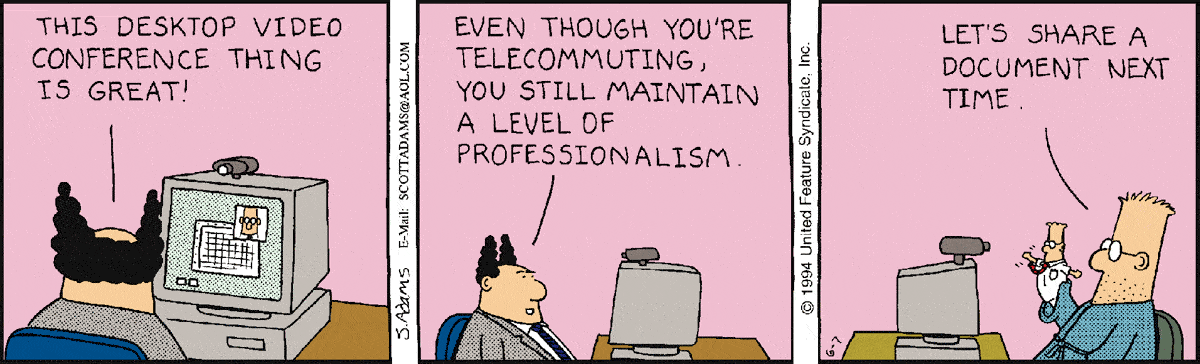 THIS DESKTOP VIDEO
CONFERENCE THING
IS GREAT!
S.ADAMS E-Mail: SCOTTADAMS@AOL.COM
EVEN THOUGH YOU'RE
TELECOMMUTING,
YOU STILL MAINTAIN
A LEVEL OF
PROFESSIONALISM.
© 1994 United Feature Syndicate, Inc.
LET'S SHARE A
DOCUMENT NEXT
TIME.
6-7